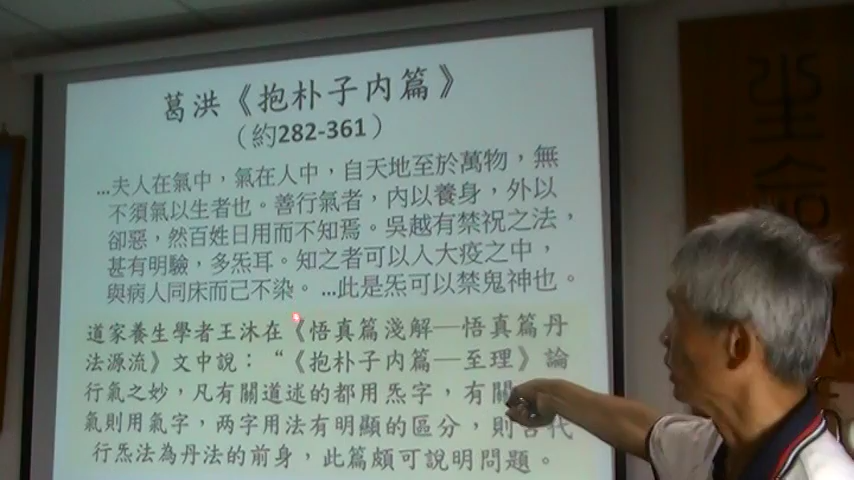 葛洪《抱朴子内篇》
(約282-361)
…夫人在氣中，氣在人中，自天地至於萬物，無
不須氣以生者也。善行氣者，內以養身，外以
卻惡，然百姓日用而不知焉。吳越有禁祝之法，
甚有明驗，多炁耳。知之者可以入大疫之中，
與病人同床而己不染。…此是炁可以禁鬼神也。
道家養生學者王沐在《悟真篇淺解─悟真篇丹
法源流》文中說：“《抱朴子内篇─至理》論
行氣之妙，凡有關道述的都用炁字，有關
氣則用氣字，两字用法有明顯的區分，則古代
行炁法為丹法的前身，此篇頗可說明問題。
生命